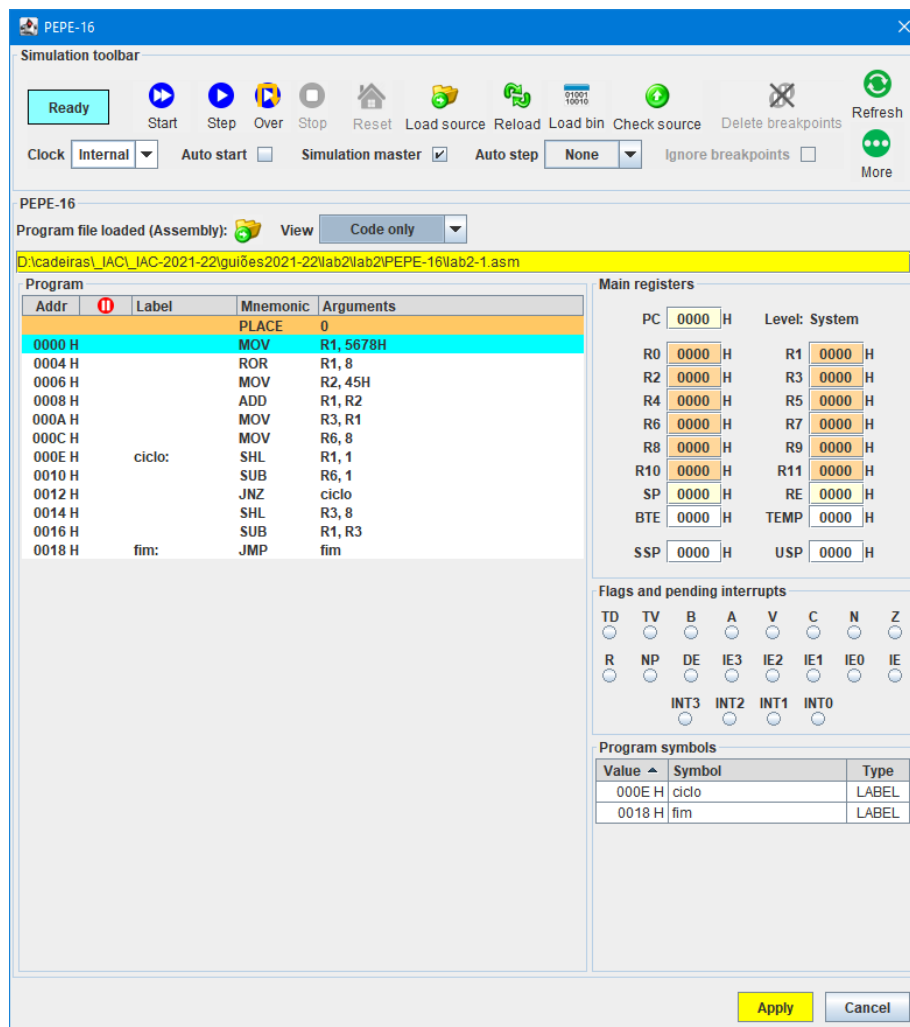 PEPE-16
Simulation toolbar
Ready
Start Step Over Stop Reset Load source Reload Load bin Check source Delete breakpoints Refresh
01001
10010
Clock Internal Auto start Simulation master Auto step None Ignore breakpoints
More
PEPE-16
Program file loaded (Assembly): View Code only
D:\cadeiras\_IAC\_IAC-2021-22\guiões2021-22\lab2\lab2\PEPE-16\lab2-1.asm
Program
Addr Label Mnemonic Arguments
PLACE 0
0000 H MOV R1, 5678H
0004 H ROR R1, 8
0006 H MOV R2, 45H
0008 H ADD R1, R2
000A H MOV R3, R1
000C H MOV R6, 8
000E H ciclo: SHL R1, 1
0010 H SUB R6, 1
0012 H JNZ ciclo
0014 H SHL R3, 8
0016 H SUB R1, R3
0018 H fim: JMP fim
Main registers
PC 0000 H Level: System
R0 0000 H R1 0000 H
R2 0000 H R3 0000 H
R4 0000 H R5 0000 H
R6 0000 H R7 0000 H
R8 0000 H R9 0000 H
R10 0000 H R11 0000 H
SP 0000 H RE 0000 H
BTE 0000 H TEMP 0000 H
SSP 0000 H USP 0000 H
Flags and pending interrupts
TD TV B A V C N Z
R NP DE IE3 IE2 IE1 IE0 IE
INT3 INT2 INT1 INT0
Program symbols
Value Symbol Type
000E H ciclo LABEL
0018 H fim LABEL
Apply Cancel